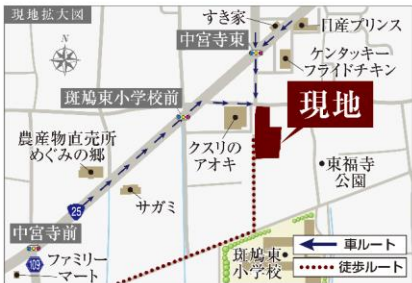 現地拡大図
N
すき家
日産プリンス
中宮寺東
ケンタッキー
フライドチキン
斑鳩東小学校前
現地
農産物直売所
めぐみの郷
クスリの
アオキ
東福寺
公園
サガミ
25
中宮寺前
109
ファミリー
マート
斑鳩東
小学校
車ルート
徒歩ルート